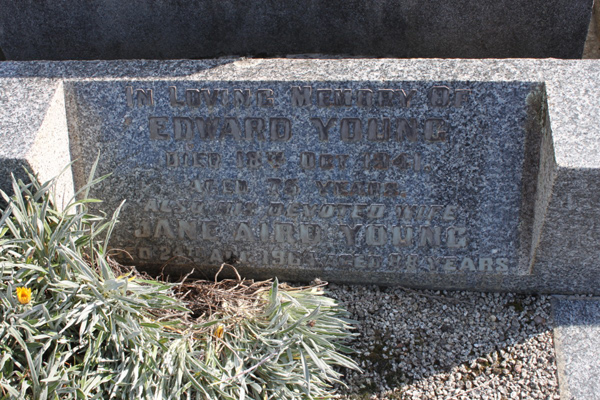 In Loving Memory Of
EDWARD YOUNG
Died 18th Oct. 1941.
Aged 79 Years.
Also his devoted wife
JANE AIRD YOUNG
Aged 84 Years